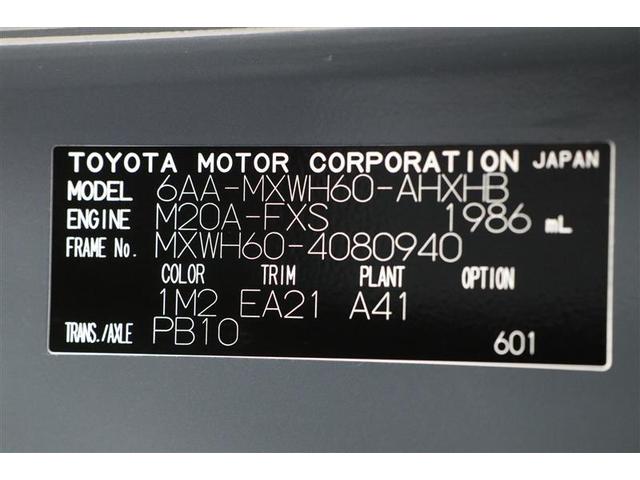 TOYOTA MOTOR CORPORATION JAPAN
MODEL 6AA-MXWH60-AHXHB
ENGINE M20A-FXS 1986 mL
FRAME No. MXWH60-4080940
COLOR TRIM PLANT OPTION
1M2 EA21 A41
TRANS./AXLE PB10
601